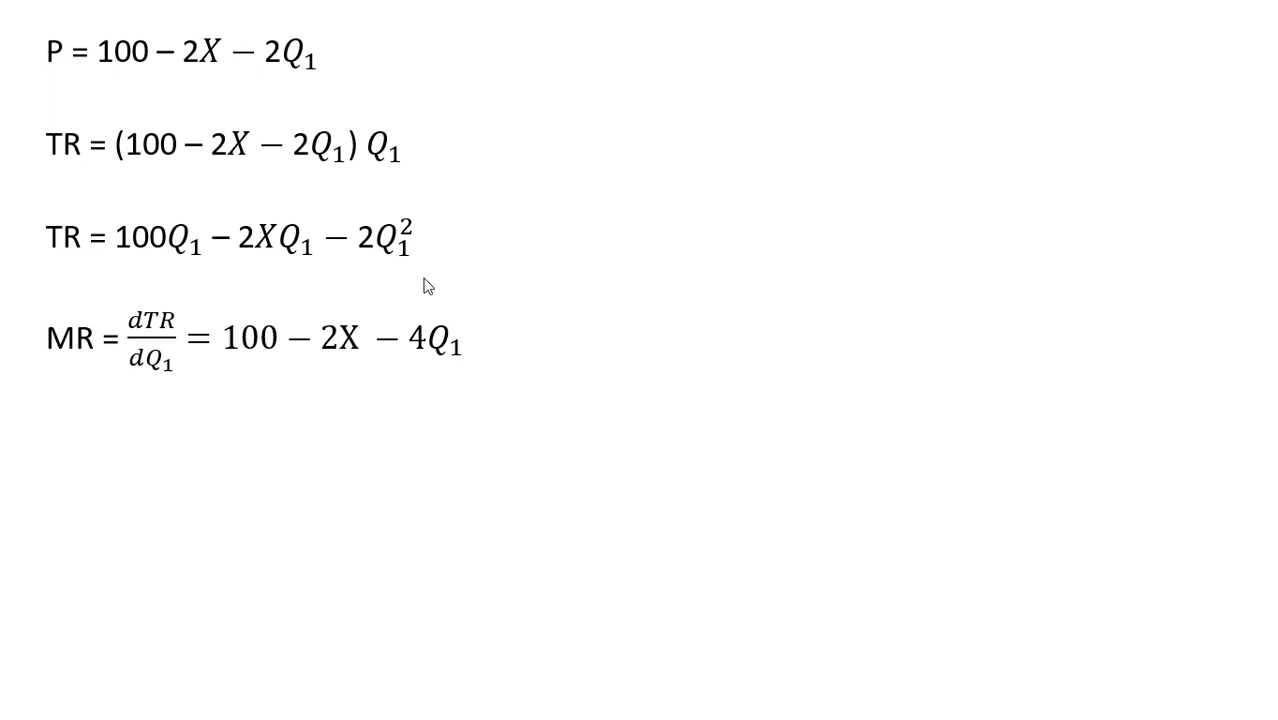 P = 100 – 2X − 2Q₁
TR = (100 – 2X − 2Q₁) Q₁
TR = 100Q₁ – 2XQ₁ − 2Q₁²
MR = dTR/dQ₁ = 100 − 2X − 4Q₁